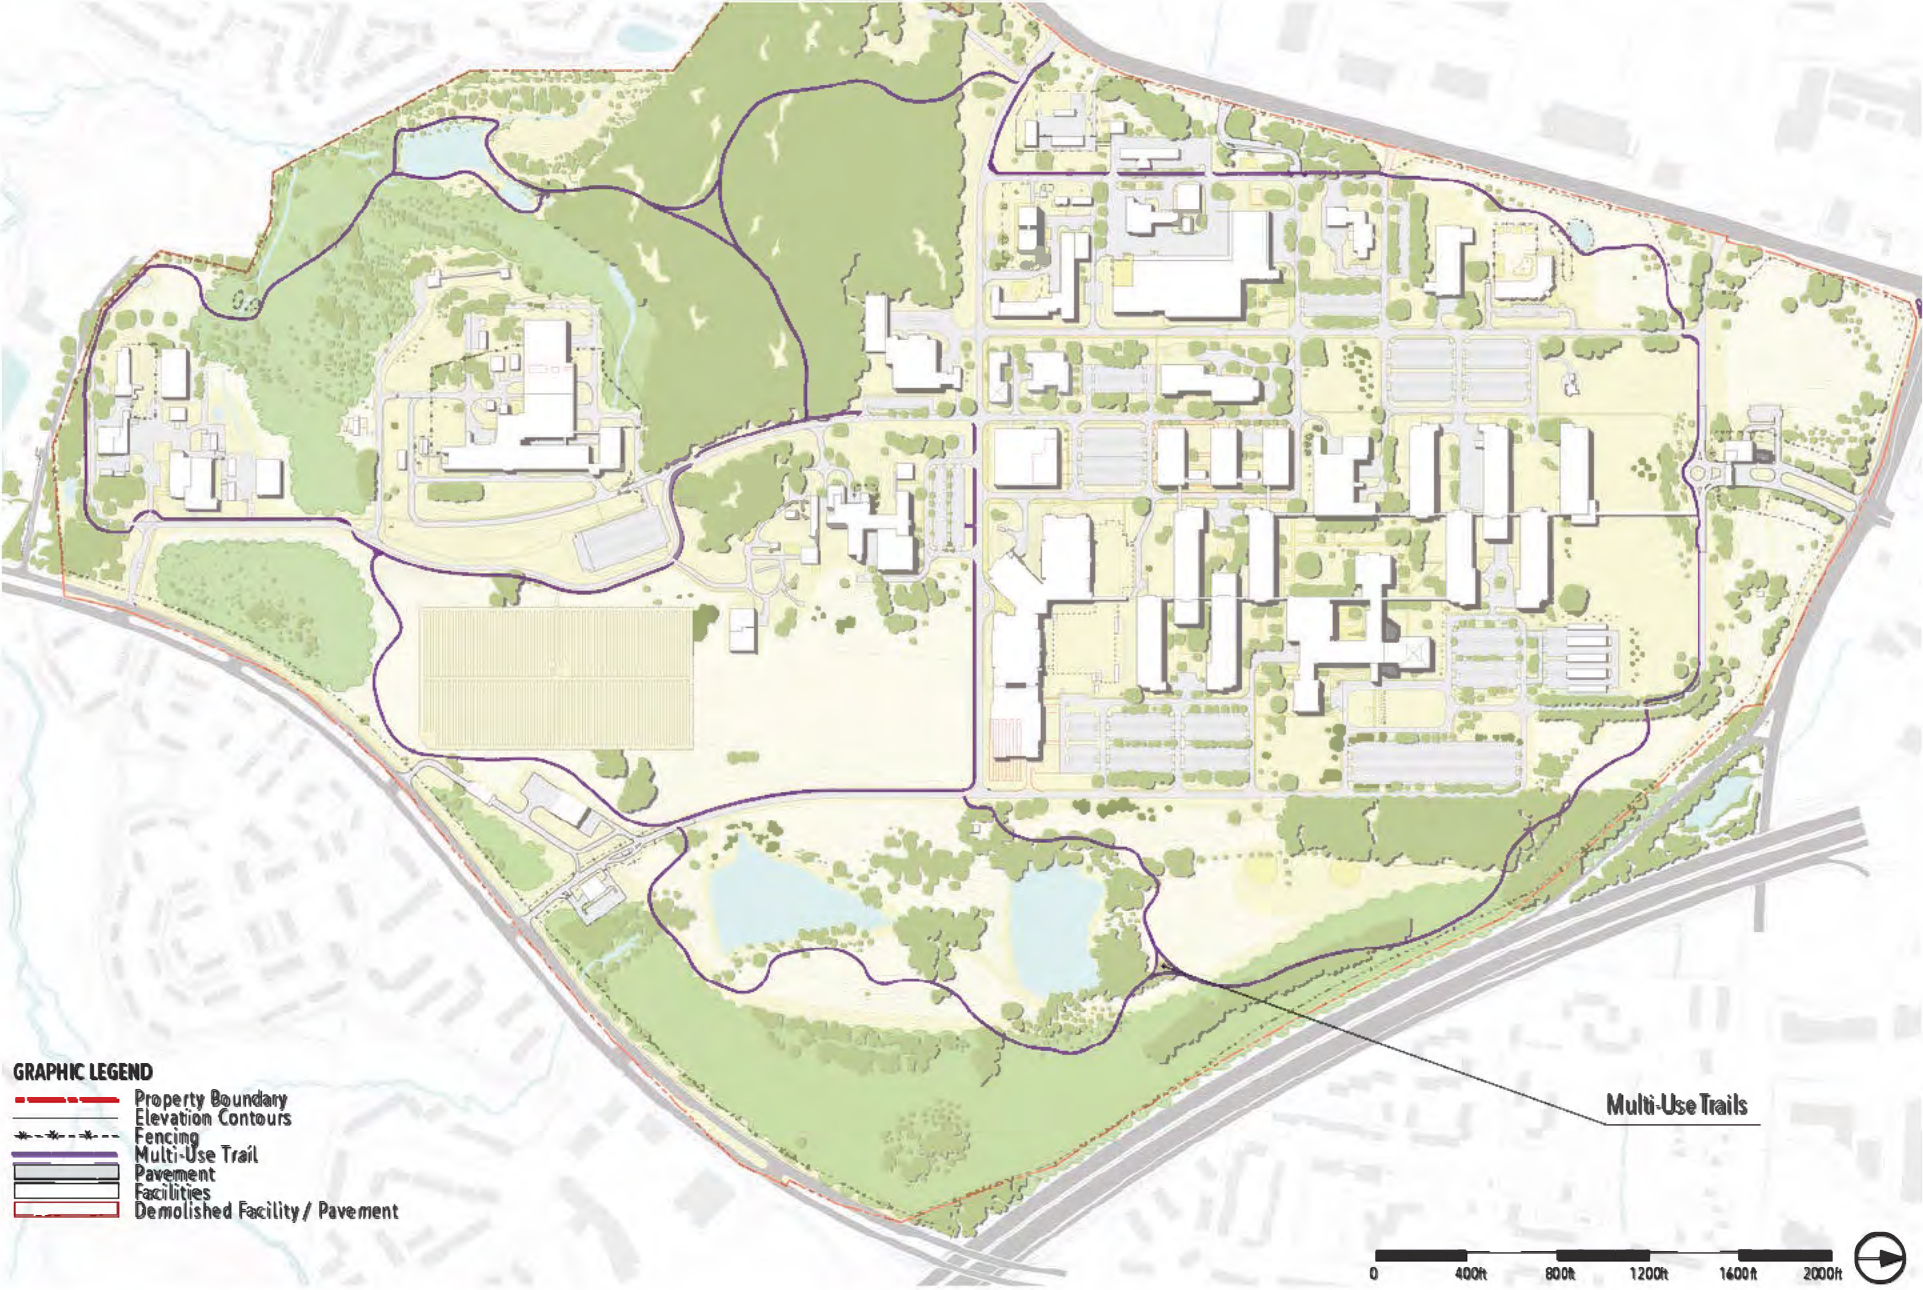 GRAPHIC LEGEND
Property Boundary
Elevation Contours
Fencing
Multi-Use Trail
Pavement
Facilities
Demolished Facility / Pavement
Multi-Use Trails
0 400ft 800ft 1200ft 1600ft 2000ft